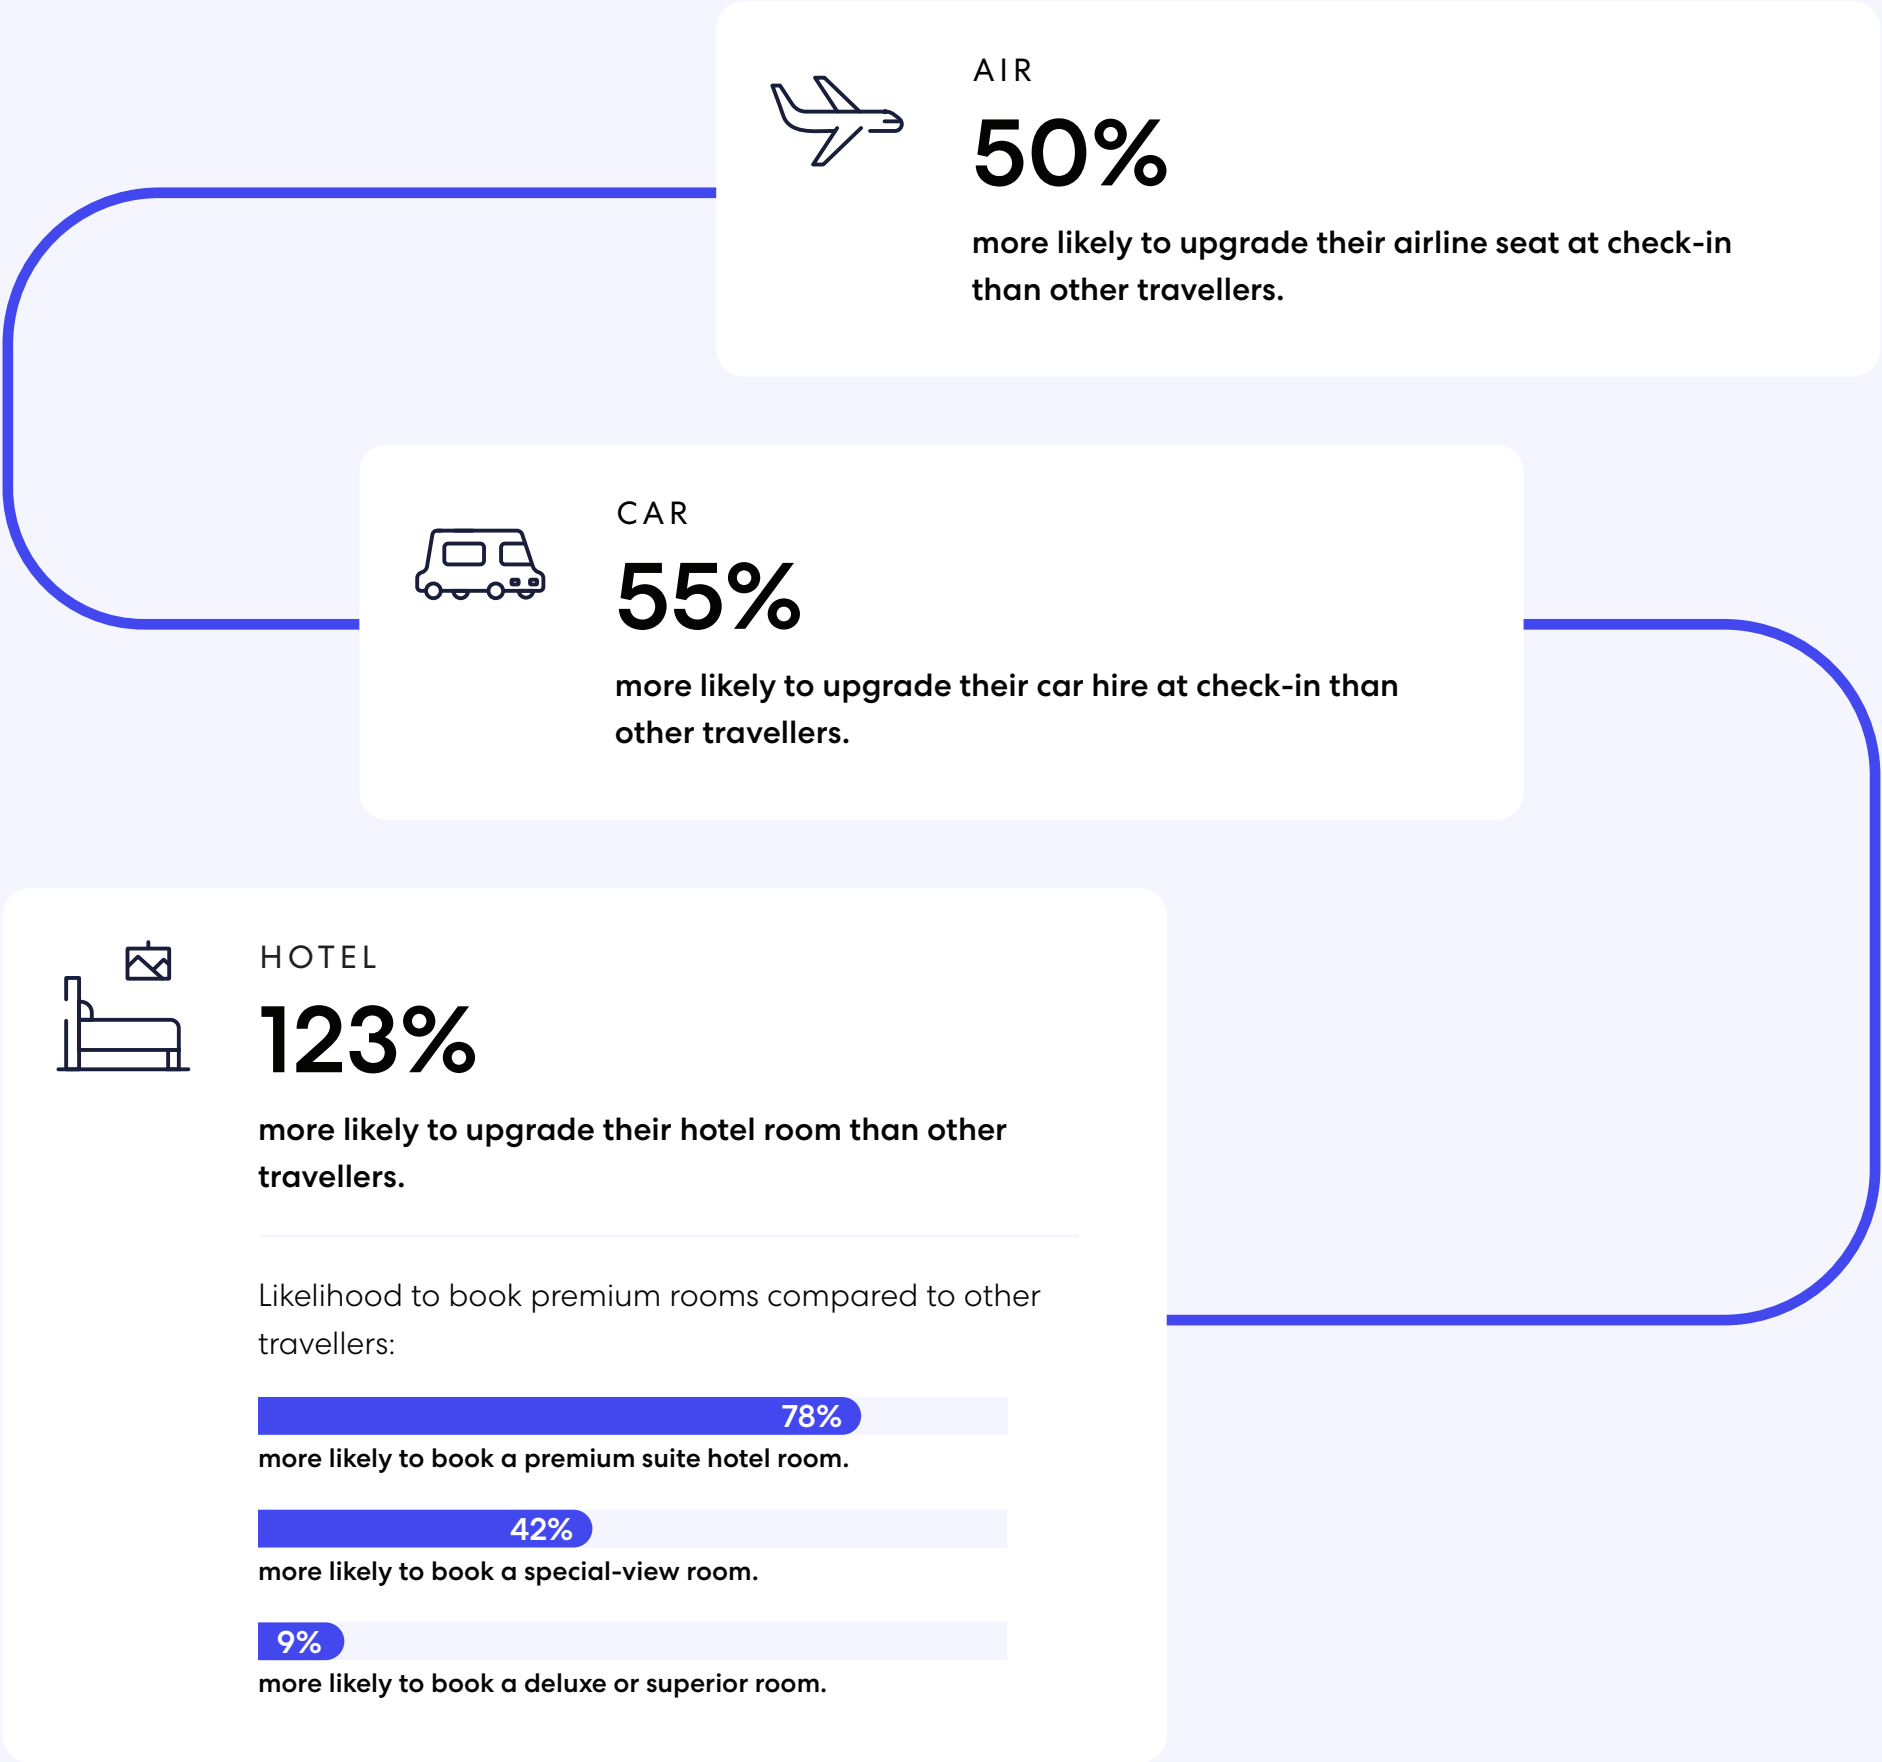 AIR
50%
more likely to upgrade their airline seat at check-in
than other travellers.
CAR
55%
more likely to upgrade their car hire at check-in than
other travellers.
HOTEL
123%
more likely to upgrade their hotel room than other
travellers.
Likelihood to book premium rooms compared to other
travellers:
78%
more likely to book a premium suite hotel room.
42%
more likely to book a special-view room.
9%
more likely to book a deluxe or superior room.